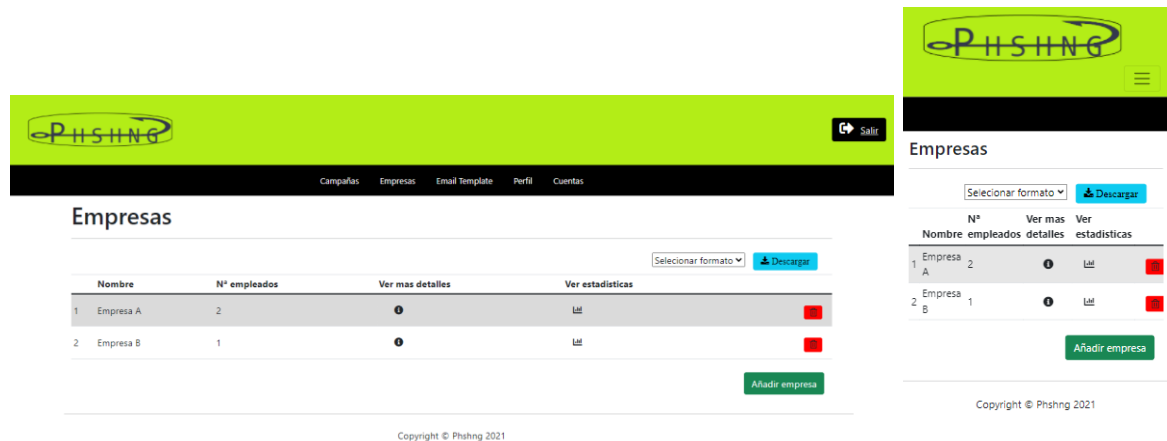 PHSHNG
Salir
Campañas Empresas Email Template Perfil Cuentas
Empresas
Selecionar formato Descargar
Nombre Nª empleados Ver mas detalles Ver estadisticas
1 Empresa A 2
2 Empresa B 1
Añadir empresa
Copyright © Phshng 2021
PHSHNG
Empresas
Selecionar formato Descargar
Nª Ver mas Ver
Nombre empleados detalles estadisticas
1 Empresa A 2
2 Empresa B 1
Añadir empresa
Copyright © Phshng 2021